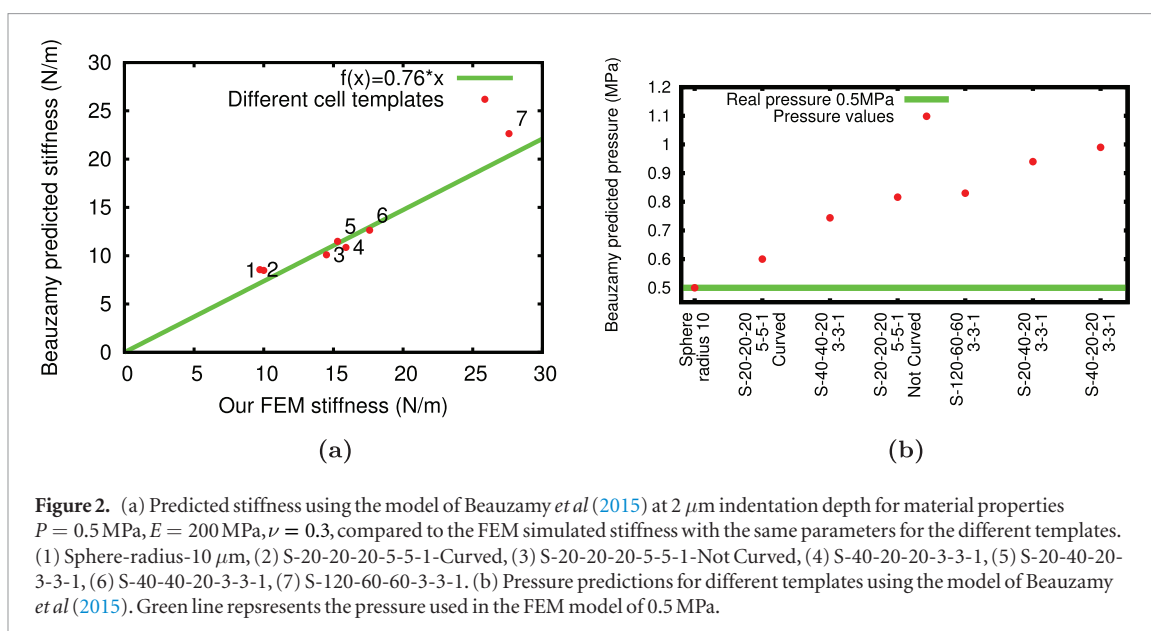 Beauzamy predicted stiffness (N/m)
30
25
20
15
10
5
0
f(x)=0.76*x
Different cell templates
7
6
5
4
3
1
2
0 5 10 15 20 25 30
Our FEM stiffness (N/m)
(a)
Beauzamy predicted pressure (MPa)
1.2
1.1
1
0.9
0.8
0.7
0.6
0.5
Real pressure 0.5MPa
Pressure values
Sphere
radius 10
S-20-20-20
5-5-1
Curved
S-40-40-20
3-3-1
S-20-20-20
5-5-1
Not Curved
S-120-60-60
3-3-1
S-20-40-20
3-3-1
S-40-20-20
3-3-1
(b)
Figure 2. (a) Predicted stiffness using the model of Beauzamy et al (2015) at 2 μm indentation depth for material properties
P = 0.5 MPa, E = 200 MPa, ν = 0.3, compared to the FEM simulated stiffness with the same parameters for the different templates.
(1) Sphere-radius-10 μm, (2) S-20-20-20-5-5-1-Curved, (3) S-20-20-20-5-5-1-Not Curved, (4) S-40-20-20-3-3-1, (5) S-20-40-20-
3-3-1, (6) S-40-40-20-3-3-1, (7) S-120-60-60-3-3-1. (b) Pressure predictions for different templates using the model of Beauzamy
et al (2015). Green line repsresents the pressure used in the FEM model of 0.5 MPa.